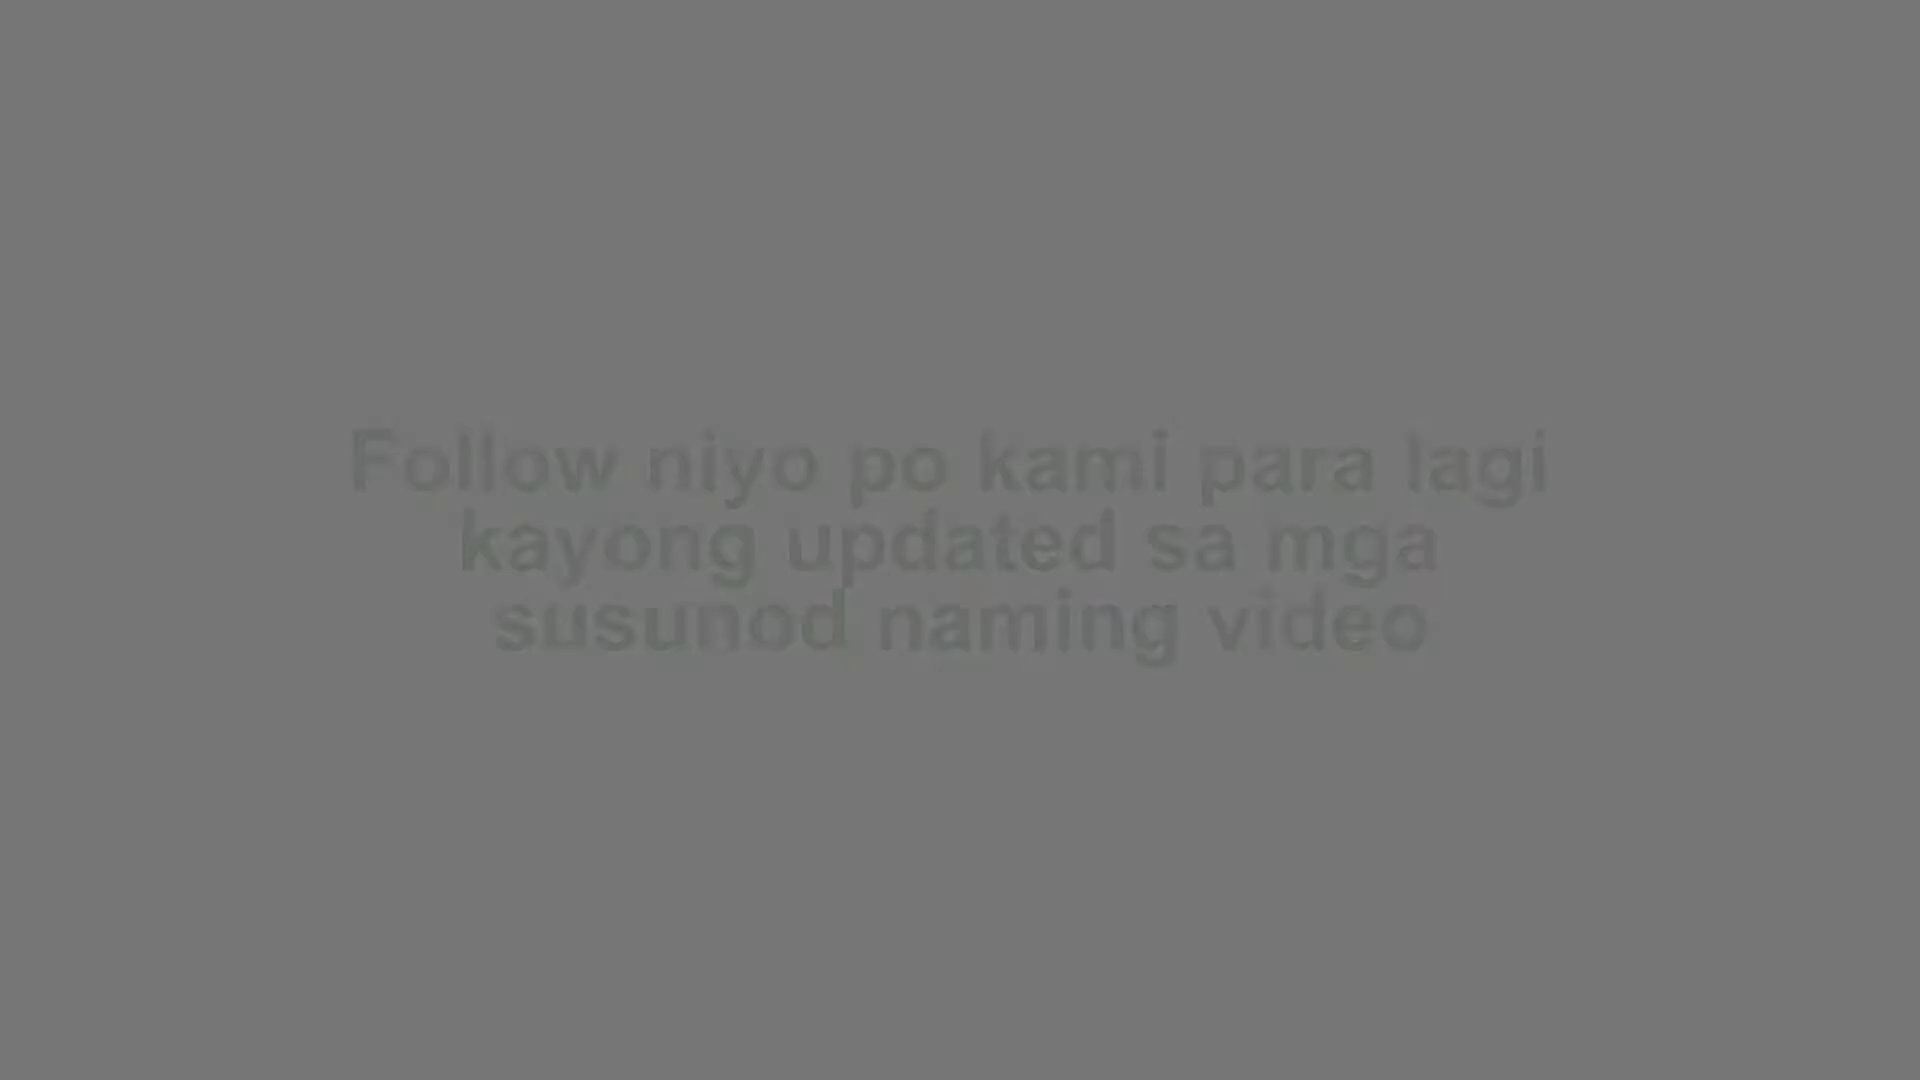 Follow niyo po kami para lagi
kayong updated sa mga
susunod naming video